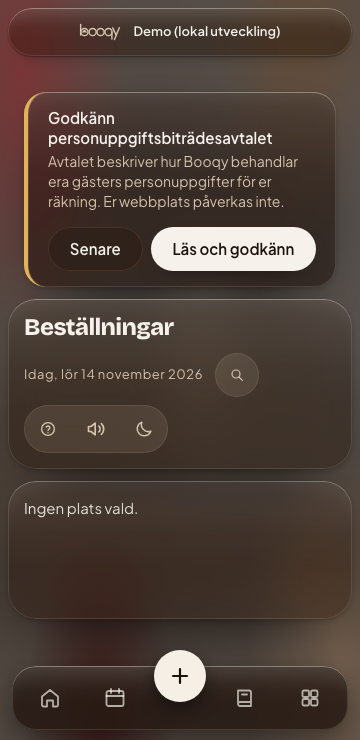 booqy Demo (lokal utveckling)
Godkänn
personuppgiftsbiträdesavtalet
Avtalet beskriver hur Booqy behandlar
era gästers personuppgifter för er
räkning. Er webbplats påverkas inte.
Senare Läs och godkänn
Beställningar
Idag, lör 14 november 2026
Ingen plats vald.